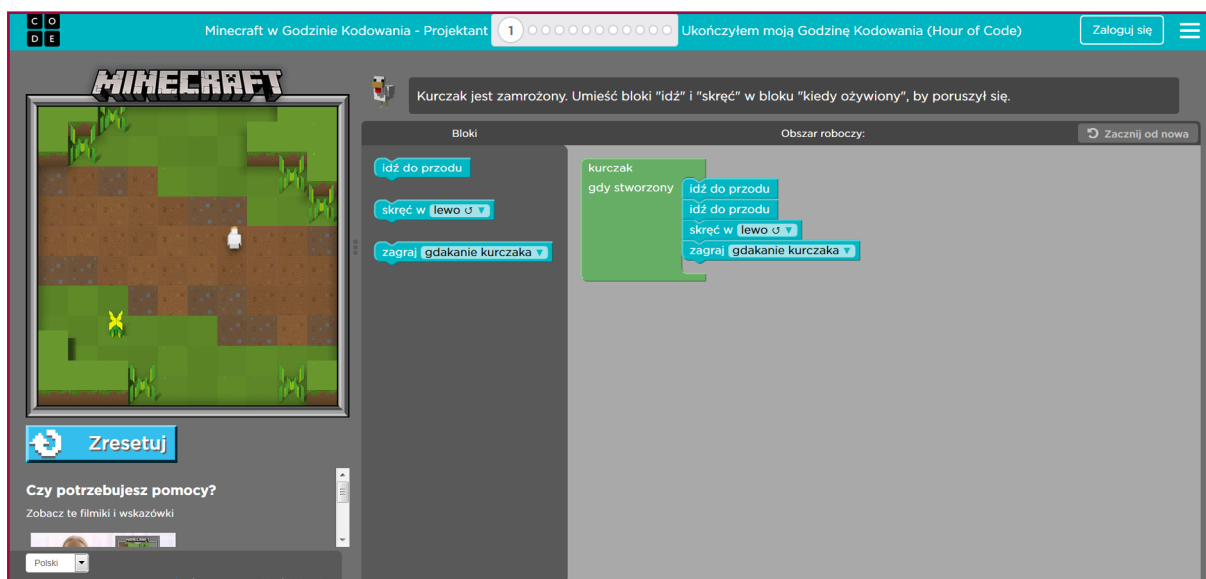 C O
D E
Minecraft w Godzinie Kodowania - Projektant
1
Ukończyłem moją Godzinę Kodowania (Hour of Code)
Zaloguj się
MINECRAFT
Kurczak jest zamrożony. Umieść bloki "idź" i "skręć" w bloku "kiedy ożywiony", by poruszył się.
Bloki
Obszar roboczy:
Zacznij od nowa
idź do przodu
skręć w lewo ↺ ▼
zagraj gdakanie kurczaka ▼
kurczak
gdy stworzony
idź do przodu
idź do przodu
skręć w lewo ↺ ▼
zagraj gdakanie kurczaka ▼
Zresetuj
Czy potrzebujesz pomocy?
Zobacz te filmiki i wskazówki
Polski